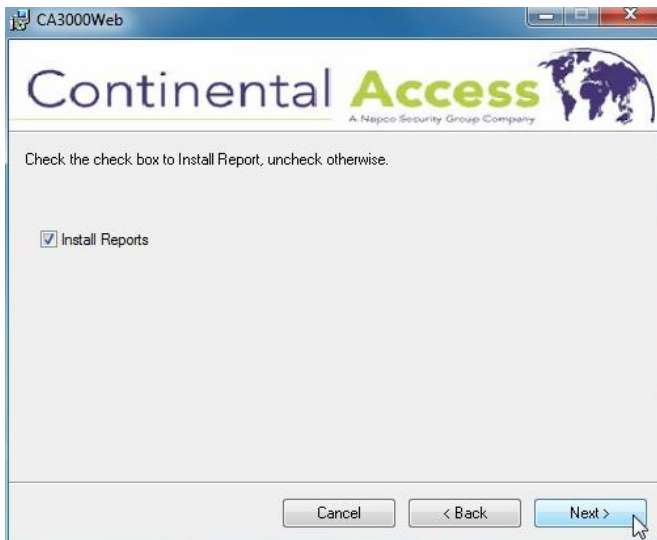 CA3000Web
Continental Access
A Napco Security Group Company
Check the check box to Install Report, uncheck otherwise.
Install Reports
Cancel
< Back
Next >